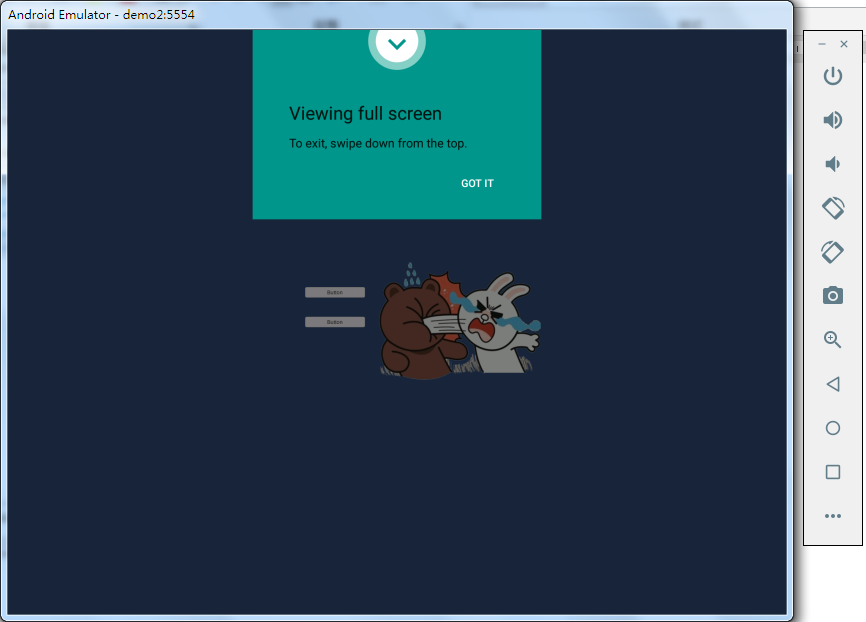 Android Emulator - demo2:5554
Viewing full screen
To exit, swipe down from the top.
GOT IT
Button
Button